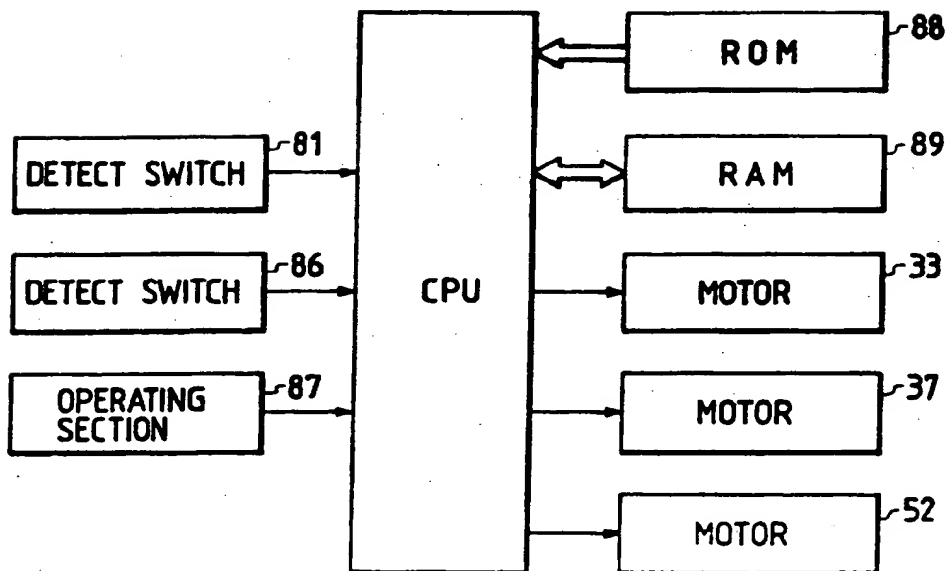 88
ROM
81
89
DETECT SWITCH
RAM
86
33
DETECT SWITCH
CPU
MOTOR
87
37
OPERATING
SECTION
MOTOR
52
MOTOR